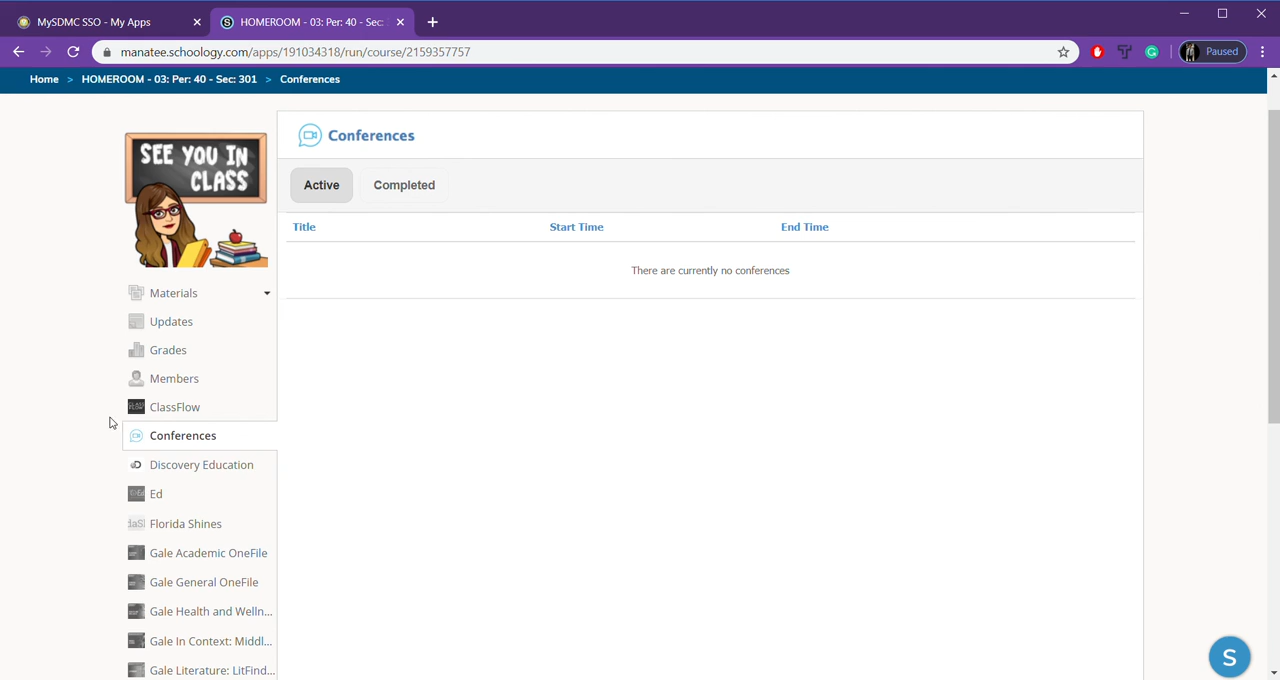 MySDMC SSO - My Apps
HOMEROOM - 03: Per: 40 - Sec:
manatee.schoology.com/apps/191034318/run/course/2159357757
Paused
Home > HOMEROOM - 03: Per: 40 - Sec: 301 > Conferences
SEE YOU IN
CLASS
Conferences
Active
Completed
Title
Start Time
End Time
There are currently no conferences
Materials
Updates
Grades
Members
ClassFlow
Conferences
Discovery Education
Ed
Florida Shines
Gale Academic OneFile
Gale General OneFile
Gale Health and Welln...
Gale In Context: Middl...
Gale Literature: LitFind...
S